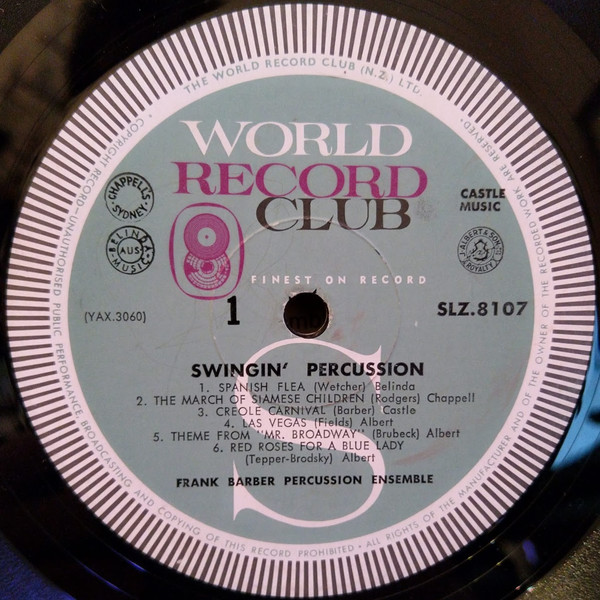 THE WORLD RECORD CLUB (N.Z.) LTD.
WORLD
RECORD
CLUB
FINEST ON RECORD
CHAPPELL'S
SYDNEY
BELINDA
AUS
MUSIC
CASTLE
MUSIC
J. ALBERT & SON
ROYALTY
(YAX.3060)
1
SLZ.8107
S
SWINGIN' PERCUSSION
1. SPANISH FLEA (Wetcher) Belinda
2. THE MARCH OF SIAMESE CHILDREN (Rodgers) Chappell
3. CREOLE CARNIVAL (Barber) Castle
4. LAS VEGAS (Fields) Albert
5. THEME FROM "MR. BROADWAY" (Brubeck) Albert
6. RED ROSES FOR A BLUE LADY
(Tepper-Brodsky) Albert
FRANK BARBER PERCUSSION ENSEMBLE
COPYRIGHT RECORD—UNAUTHORISED PUBLIC PERFORMANCE, BROADCASTING AND COPYING OF THIS RECORD PROHIBITED • ALL RIGHTS OF THE MANUFACTURER AND OF THE OWNER OF THE RECORDED WORK ARE RESERVED